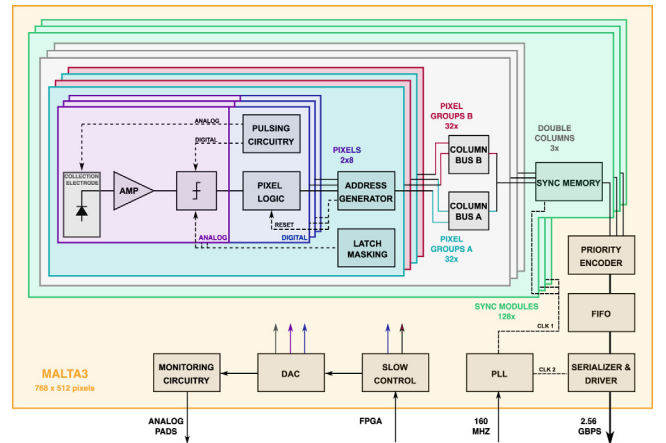 ANALOG
PULSING
CIRCUITRY
DIGITAL
PIXELS
2x8
PIXEL
GROUPS B
32x
DOUBLE
COLUMNS
3x
COLLECTION
ELECTRODE
AMP
PIXEL
LOGIC
ADDRESS
GENERATOR
COLUMN
BUS B
COLUMN
BUS A
SYNC MEMORY
RESET
ANALOG
DIGITAL
LATCH
MASKING
PIXEL
GROUPS A
32x
PRIORITY
ENCODER
SYNC MODULES
128x
FIFO
CLK 1
MALTA3
768 x 512 pixels
MONITORING
CIRCUITRY
DAC
SLOW
CONTROL
PLL
CLK 2
SERIALIZER &
DRIVER
ANALOG
PADS
FPGA
160
MHZ
2.56
GBPS